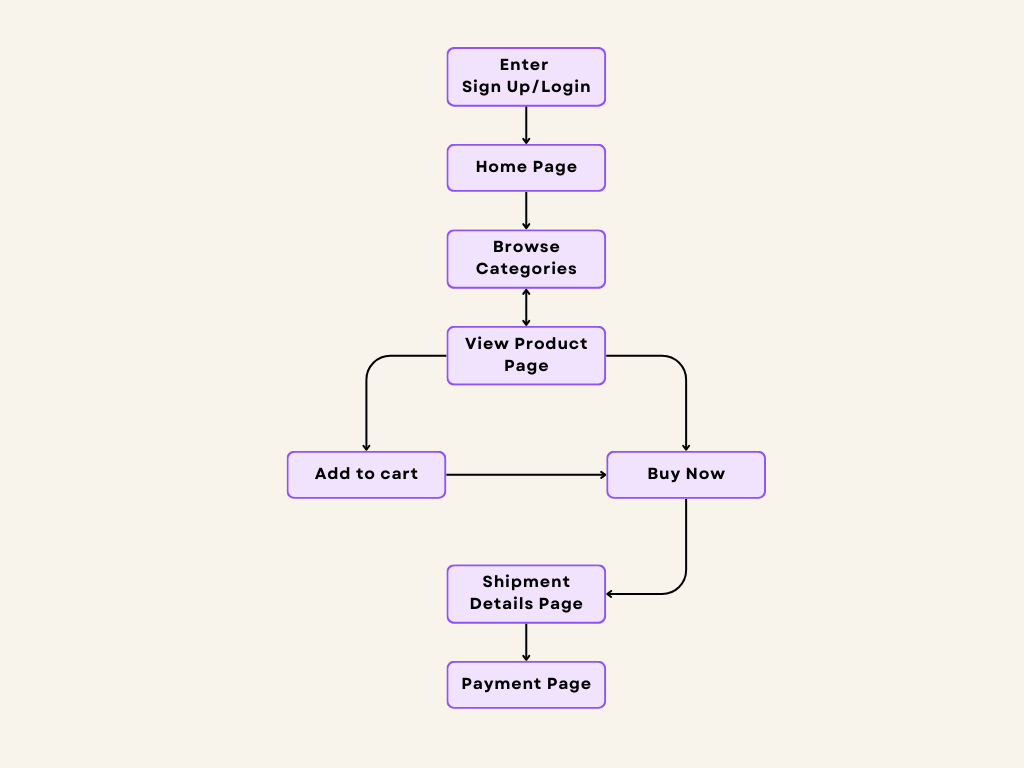 Enter
Sign Up/Login
Home Page
Browse
Categories
View Product
Page
Add to cart
Buy Now
Shipment
Details Page
Payment Page